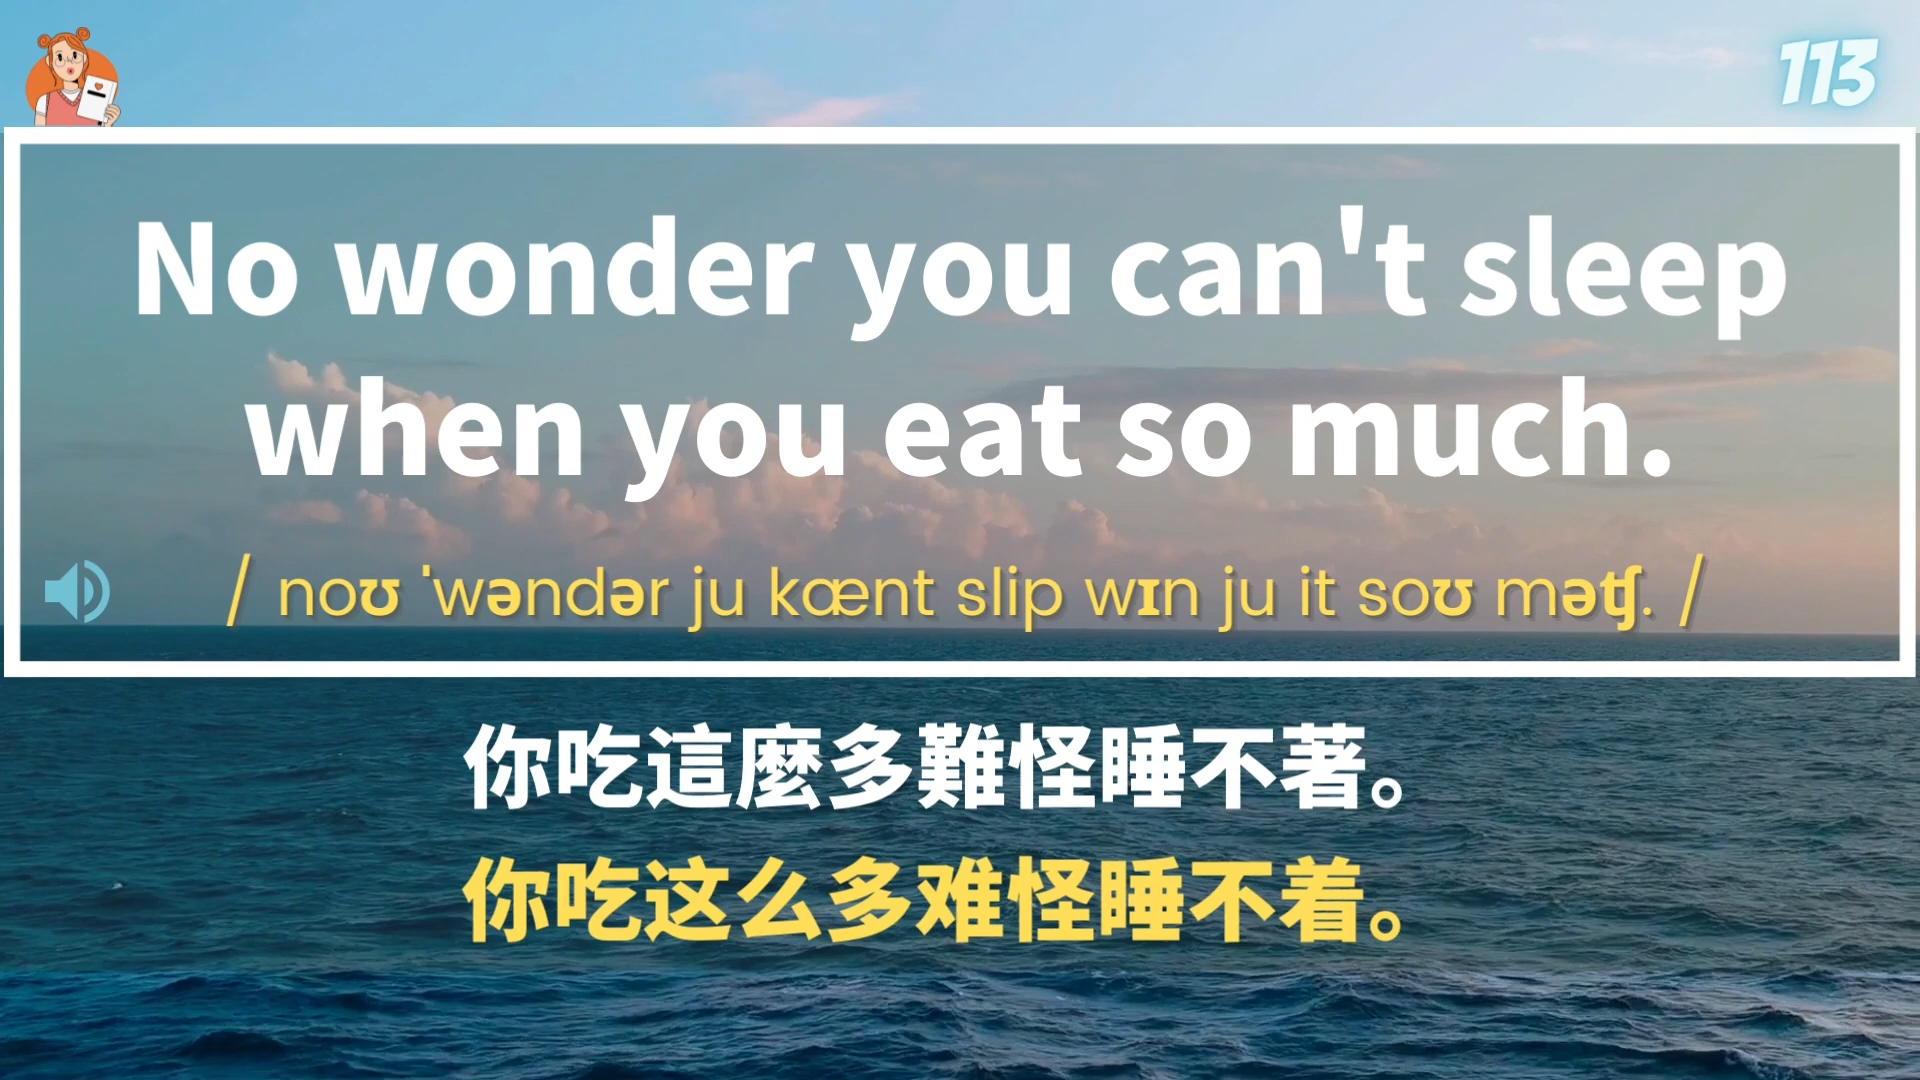 113
No wonder you can't sleep
when you eat so much.
/ noʊ ˈwəndər ju kænt slip wɪn ju it soʊ məʧ. /
你吃這麼多難怪睡不著。
你吃这么多难怪睡不着。